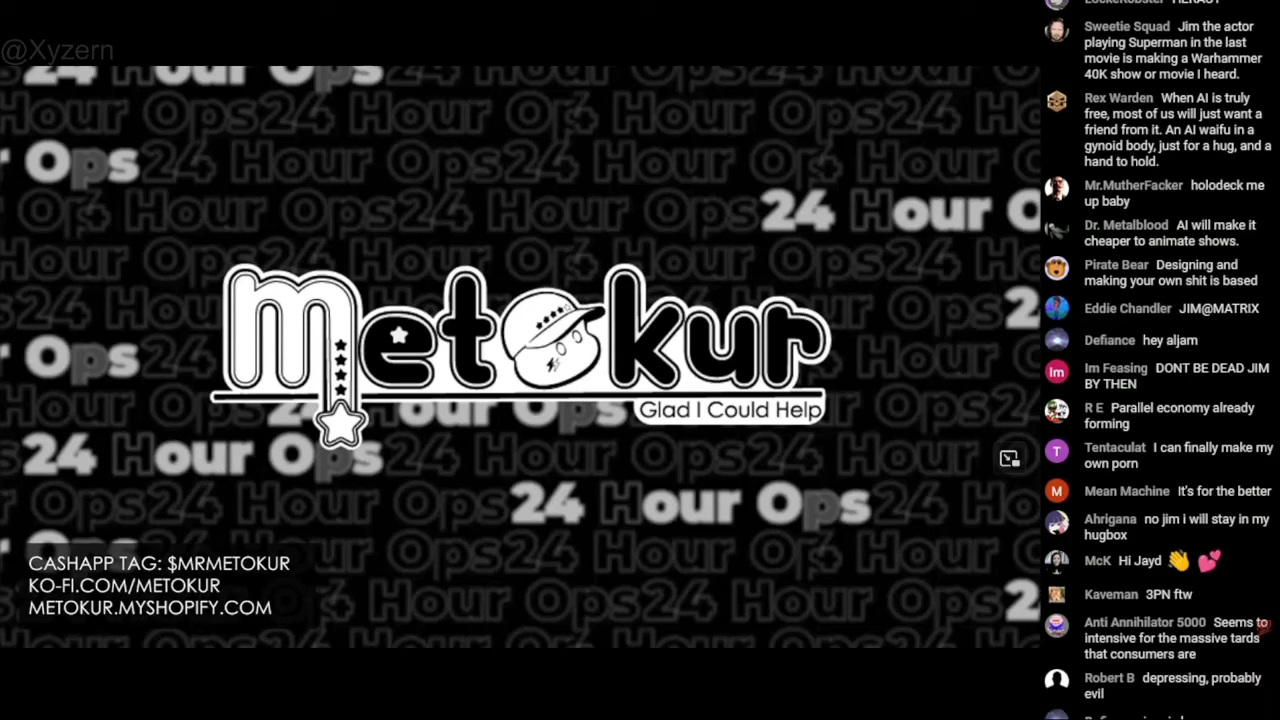 @Xyzern
24 Hour Ops
Metokur
Glad I Could Help
CASHAPP TAG: $MRMETOKUR
KO-FI.COM/METOKUR
METOKUR.MYSHOPIFY.COM
Sweetie Squad Jim the actor
playing Superman in the last
movie is making a Warhammer
40K show or movie I heard.
Rex Warden When AI is truly
free, most of us will just want a
friend from it. An AI waifu in a
gynoid body, just for a hug, and a
hand to hold.
Mr.MutherFacker holodeck me
up baby
Dr. Metalblood AI will make it
cheaper to animate shows.
Pirate Bear Designing and
making your own shit is based
Eddie Chandler JIM@MATRIX
Defiance hey aljam
Im Feasing DONT BE DEAD JIM
BY THEN
R E Parallel economy already
forming
Tentaculat I can finally make my
own porn
Mean Machine It's for the better
Ahrigana no jim i will stay in my
hugbox
McK Hi Jayd 👋 💕
Kaveman 3PN ftw
Anti Annihilator 5000 Seems to
intensive for the massive tards
that consumers are
Robert B depressing, probably
evil